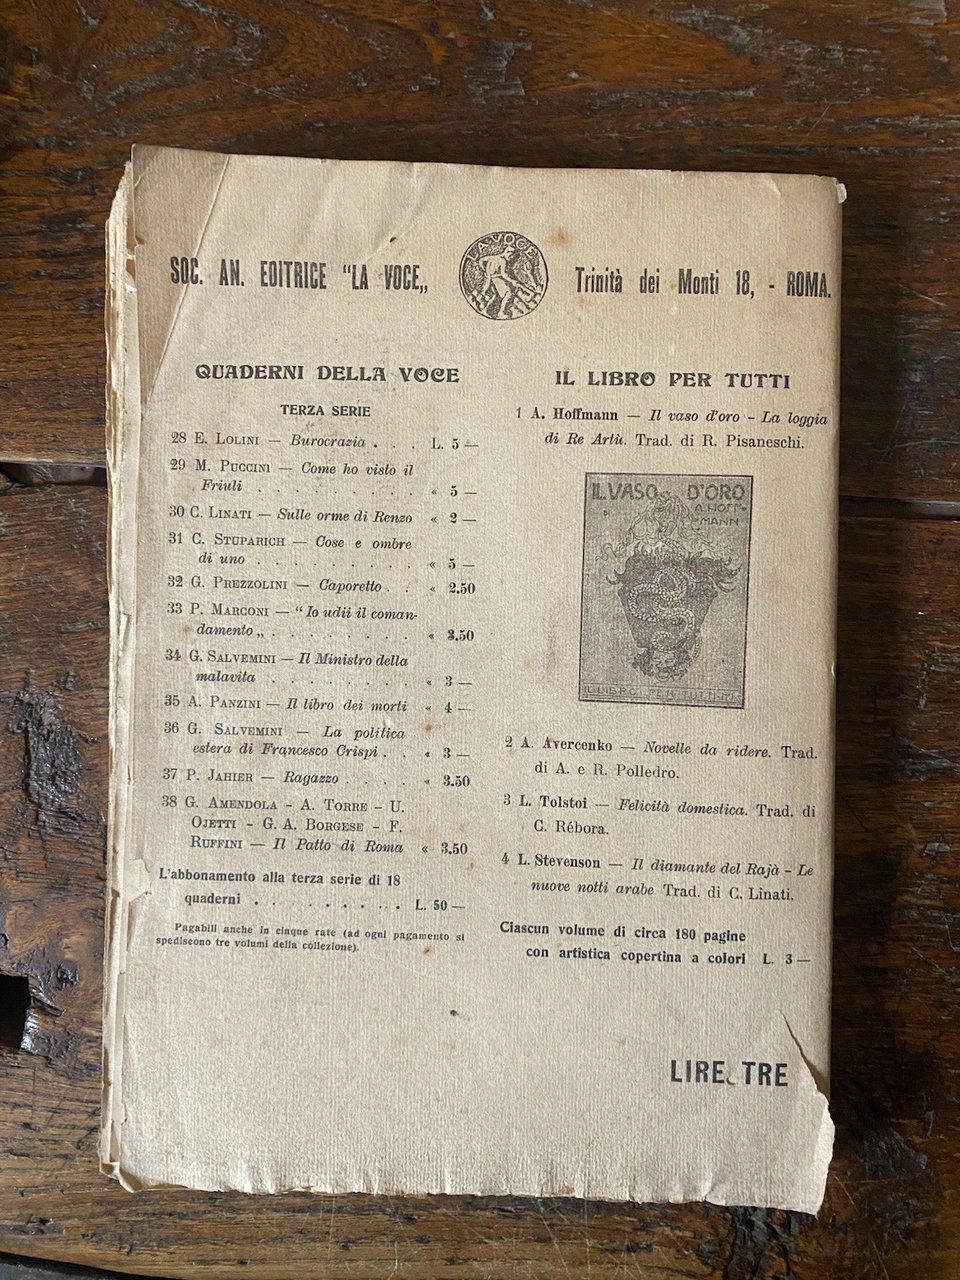 SOC. AN. EDITRICE "LA VOCE„
LA VOCE
Trinità dei Monti 18, - ROMA.
QUADERNI DELLA VOCE
TERZA SERIE
28 E. Lolini — Burocrazia . . . L. 5 —
29 M. Puccini — Come ho visto il
Friuli . . . . . . . . . « 5 —
30 C. Linati — Sulle orme di Renzo « 2 —
31 C. Stuparich — Cose e ombre
di uno . . . . . . . . . « 5 —
32 G. Prezzolini — Caporetto . . « 2.50
33 P. Marconi — "Io udii il coman-
damento„ . . . . . . . . « 3.50
34 G. Salvemini — Il Ministro della
malavita . . . . . . . . « 3 —
35 A. Panzini — Il libro dei morti « 4 —
36 G. Salvemini — La politica
estera di Francesco Crispi . . « 3 —
37 P. Jahier — Ragazzo . . . . « 3.50
38 G. Amendola - A. Torre - U.
Ojetti - G. A. Borgese - F.
Ruffini — Il Patto di Roma « 3.50
L'abbonamento alla terza serie di 18
quaderni . . . . . . . . . L. 50 —
Pagabili anche in cinque rate (ad ogni pagamento si
spediscono tre volumi della collezione).
IL LIBRO PER TUTTI
1 A. Hoffmann — Il vaso d'oro - La loggia
di Re Artù. Trad. di R. Pisaneschi.
IL VASO D'ORO
DI A. HOFF-
MANN
IL LIBRO PER TUTTI
2 A. Avercenko — Novelle da ridere. Trad.
di A. e R. Polledro.
3 L. Tolstoi — Felicità domestica. Trad. di
C. Rébora.
4 L. Stevenson — Il diamante del Rajà - Le
nuove notti arabe Trad. di C. Linati.
Ciascun volume di circa 180 pagine
con artistica copertina a colori L. 3 —
LIRE TRE